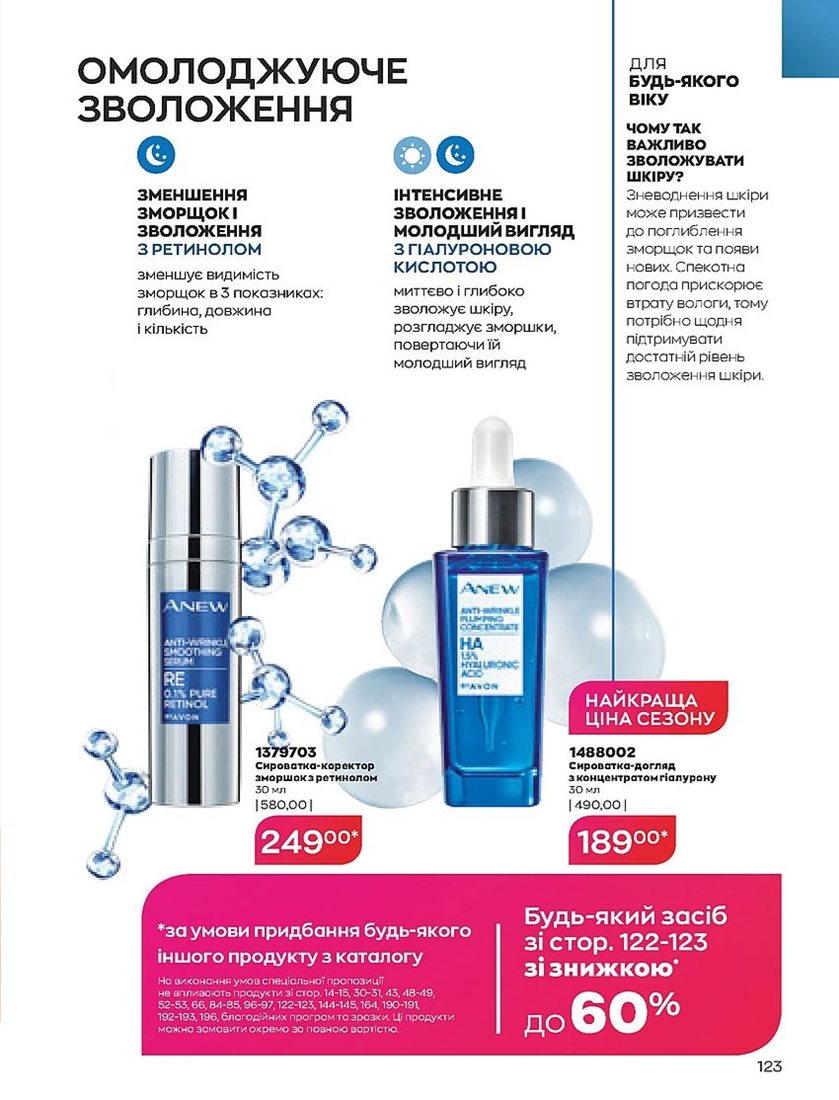 ОМОЛОДЖУЮЧЕ
ЗВОЛОЖЕННЯ
ЗМЕНШЕННЯ
ЗМОРЩОК І
ЗВОЛОЖЕННЯ
З РЕТИНОЛОМ
зменшує видимість
зморщок в 3 показниках:
глибина, довжина
і кількість
ІНТЕНСИВНЕ
ЗВОЛОЖЕННЯ І
МОЛОДШИЙ ВИГЛЯД
З ГІАЛУРОНОВОЮ
КИСЛОТОЮ
миттєво і глибоко
зволожує шкіру,
розгладжує зморшки,
повертаючи їй
молодший вигляд
ДЛЯ
БУДЬ-ЯКОГО
ВІКУ
ЧОМУ ТАК
ВАЖЛИВО
ЗВОЛОЖУВАТИ
ШКІРУ?
Зневоднення шкіри
може призвести
до поглиблення
зморщок та появи
нових. Спекотна
погода прискорює
втрату вологи, тому
потрібно щодня
підтримувати
достатній рівень
зволоження шкіри.
ANEW
ANTI-WRINKLE
SMOOTHING
SERUM
RE
0.1% PURE
RETINOL
BY AVON
ANEW
ANTI-WRINKLE
PLUMPING
CONCENTRATE
HA
1.5%
HYALURONIC
ACID
BY AVON
1379703
Сироватка-коректор
зморшок з ретинолом
30 мл
|580,00|
24900*
НАЙКРАЩА
ЦІНА СЕЗОНУ
1488002
Сироватка-догляд
з концентратом гіалурону
30 мл
|490,00|
18900*
*за умови придбання будь-якого
іншого продукту з каталогу
На виконання умов спеціальної пропозиції
не впливають продукти зі стор. 14-15, 30-31, 43, 48-49,
52-53, 66, 84-85, 96-97, 122-123, 144-145, 164, 190-191,
192-193, 196, благодійних програм та зразки. Ці продукти
можна замовити окремо за повною вартістю.
Будь-який засіб
зі стор. 122-123
зі знижкою*
до 60%
123